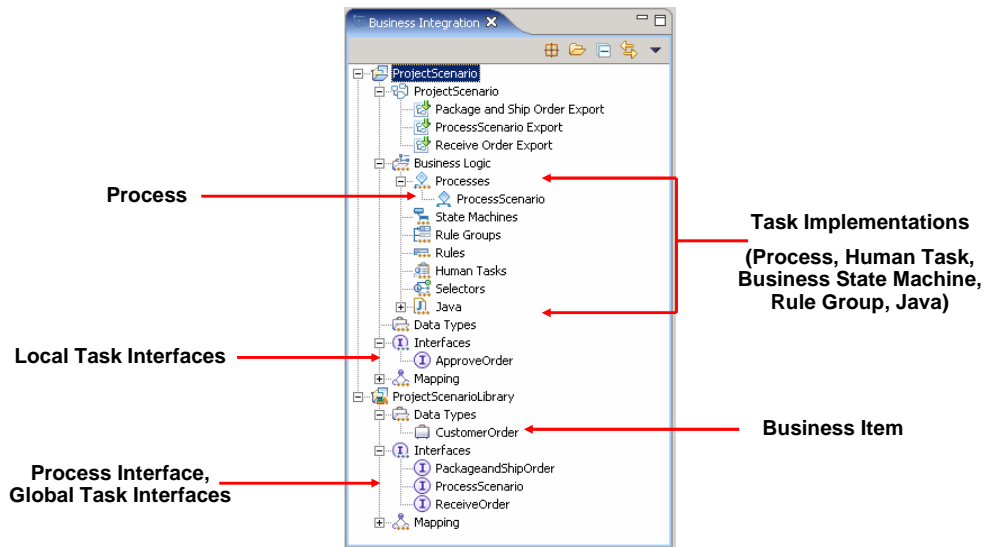 Business Integration
ProjectScenario
ProjectScenario
Package and Ship Order Export
ProcessScenario Export
Receive Order Export
Business Logic
Processes
ProcessScenario
State Machines
Rule Groups
Rules
Human Tasks
Selectors
Java
Data Types
Interfaces
ApproveOrder
Mapping
ProjectScenarioLibrary
Data Types
CustomerOrder
Interfaces
PackageandShipOrder
ProcessScenario
ReceiveOrder
Mapping
Process
Local Task Interfaces
Process Interface,
Global Task Interfaces
Task Implementations
(Process, Human Task,
Business State Machine,
Rule Group, Java)
Business Item